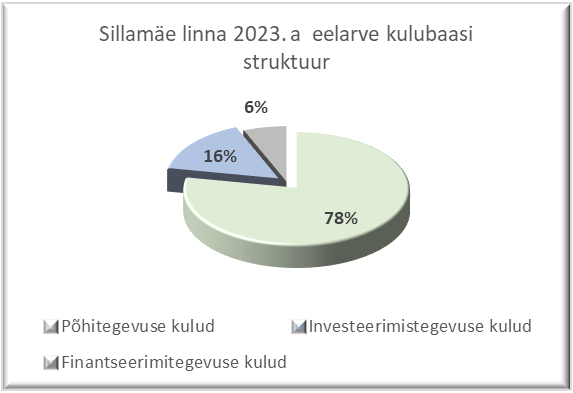 Sillamäe linna 2023. a eelarve kulubaasi
struktuur
6%
16%
78%
Põhitegevuse kulud
Investeerimistegevuse kulud
Finantseerimitegevuse kulud